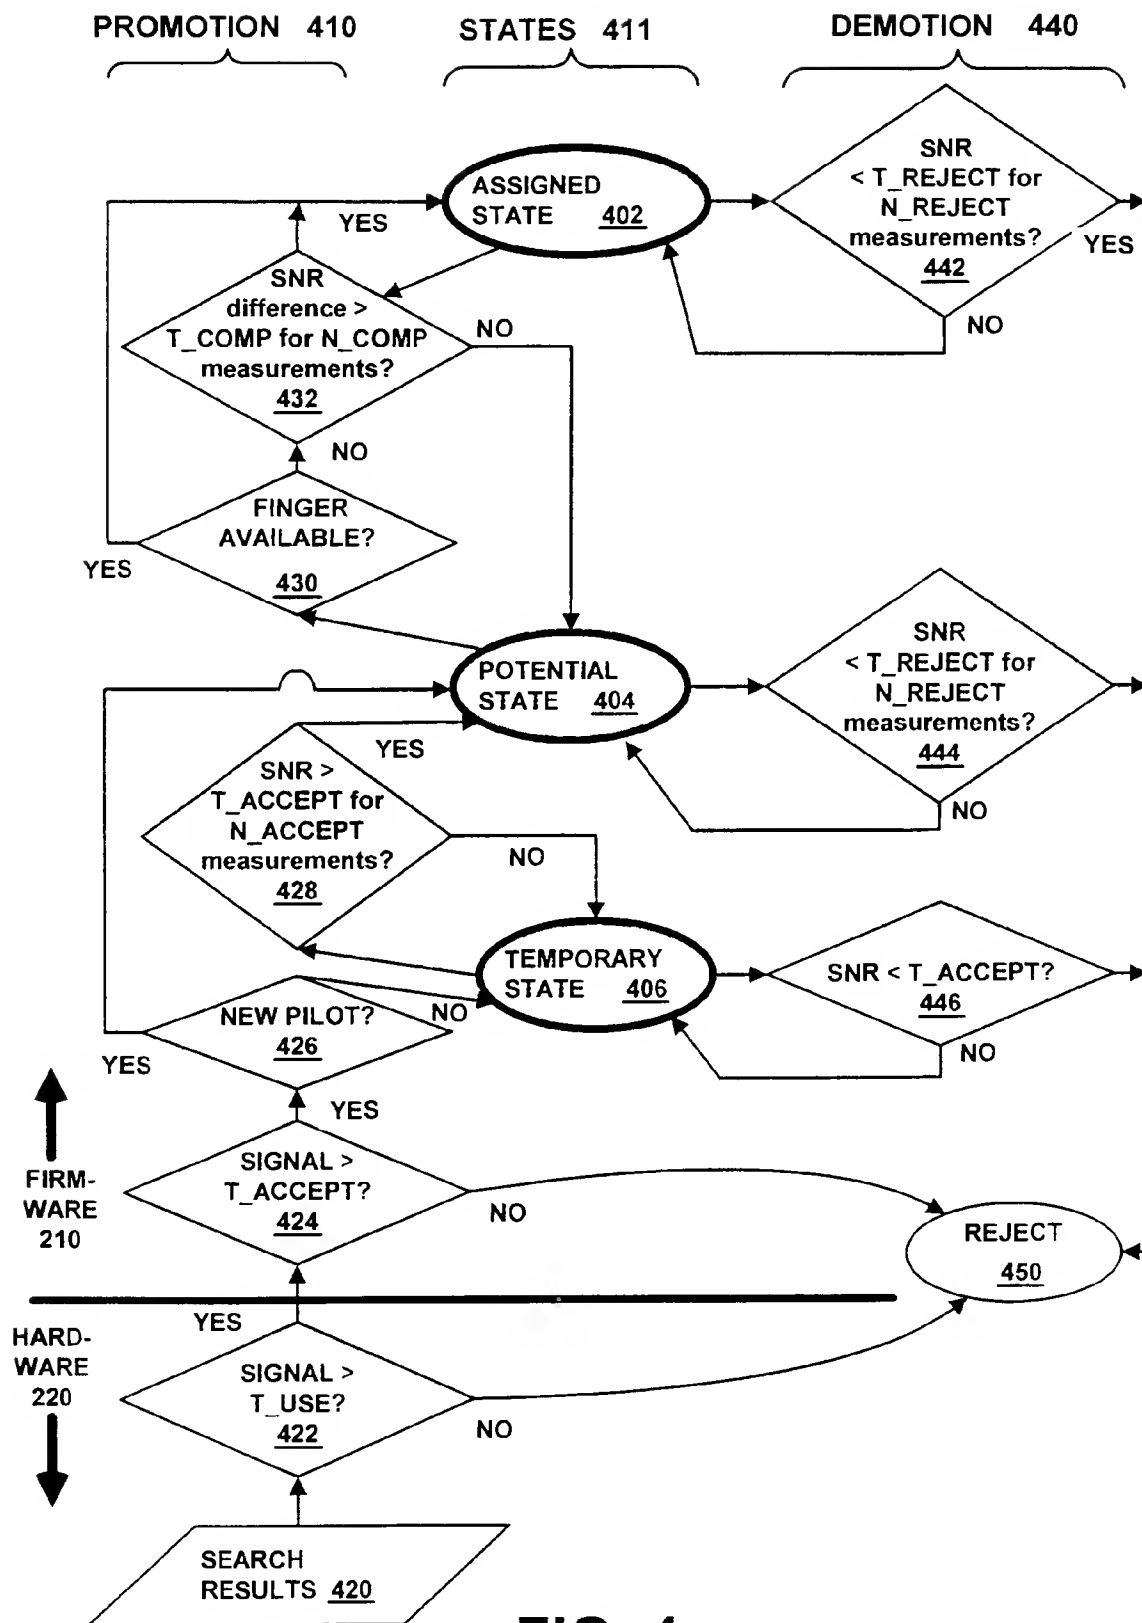 PROMOTION 410
STATES 411
DEMOTION 440
ASSIGNED
STATE 402
SNR
< T_REJECT for
N_REJECT
measurements?
442
YES
NO
YES
SNR
difference >
T_COMP for N_COMP
measurements?
432
NO
NO
FINGER
AVAILABLE?
430
YES
POTENTIAL
STATE 404
SNR
< T_REJECT for
N_REJECT
measurements?
444
NO
YES
SNR >
T_ACCEPT for
N_ACCEPT
measurements?
428
NO
TEMPORARY
STATE 406
SNR < T_ACCEPT?
446
NO
NEW PILOT?
426
NO
YES
YES
SIGNAL >
T_ACCEPT?
424
NO
FIRM-
WARE
210
REJECT
450
YES
HARD-
WARE
220
SIGNAL >
T_USE?
422
NO
SEARCH
RESULTS 420